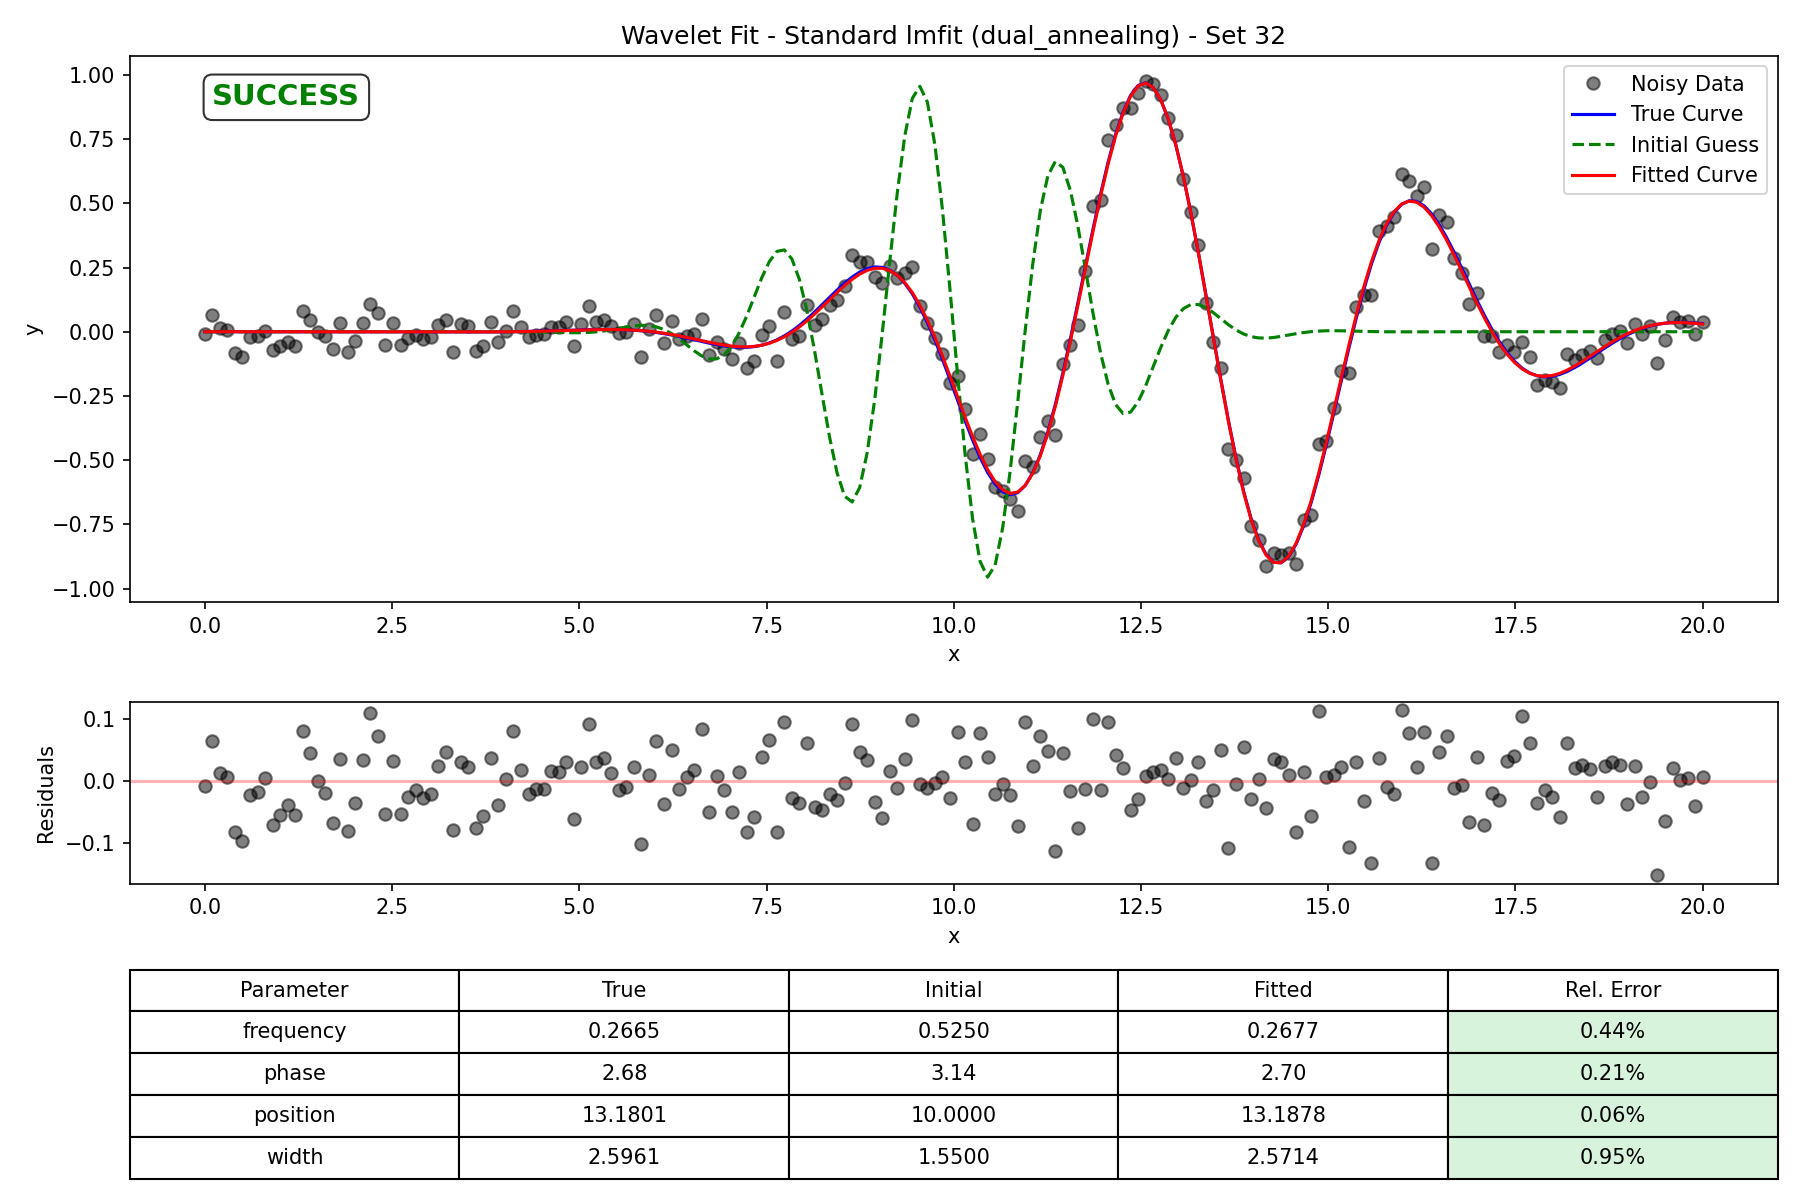 Wavelet Fit - Standard lmfit (dual_annealing) - Set 32
SUCCESS
Noisy Data
True Curve
Initial Guess
Fitted Curve
1.00
0.75
0.50
0.25
0.00
−0.25
−0.50
−0.75
−1.00
y
0.0 2.5 5.0 7.5 10.0 12.5 15.0 17.5 20.0
x
0.1
0.0
−0.1
Residuals
0.0 2.5 5.0 7.5 10.0 12.5 15.0 17.5 20.0
x
Parameter True Initial Fitted Rel. Error
frequency 0.2665 0.5250 0.2677 0.44%
phase 2.68 3.14 2.70 0.21%
position 13.1801 10.0000 13.1878 0.06%
width 2.5961 1.5500 2.5714 0.95%